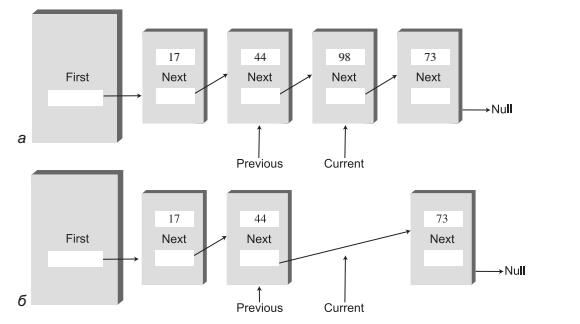 17 44 98 73
First Next Next Next Next
Null
а
Previous Current
17 44 73
First Next Next Next
Null
б
Previous Current